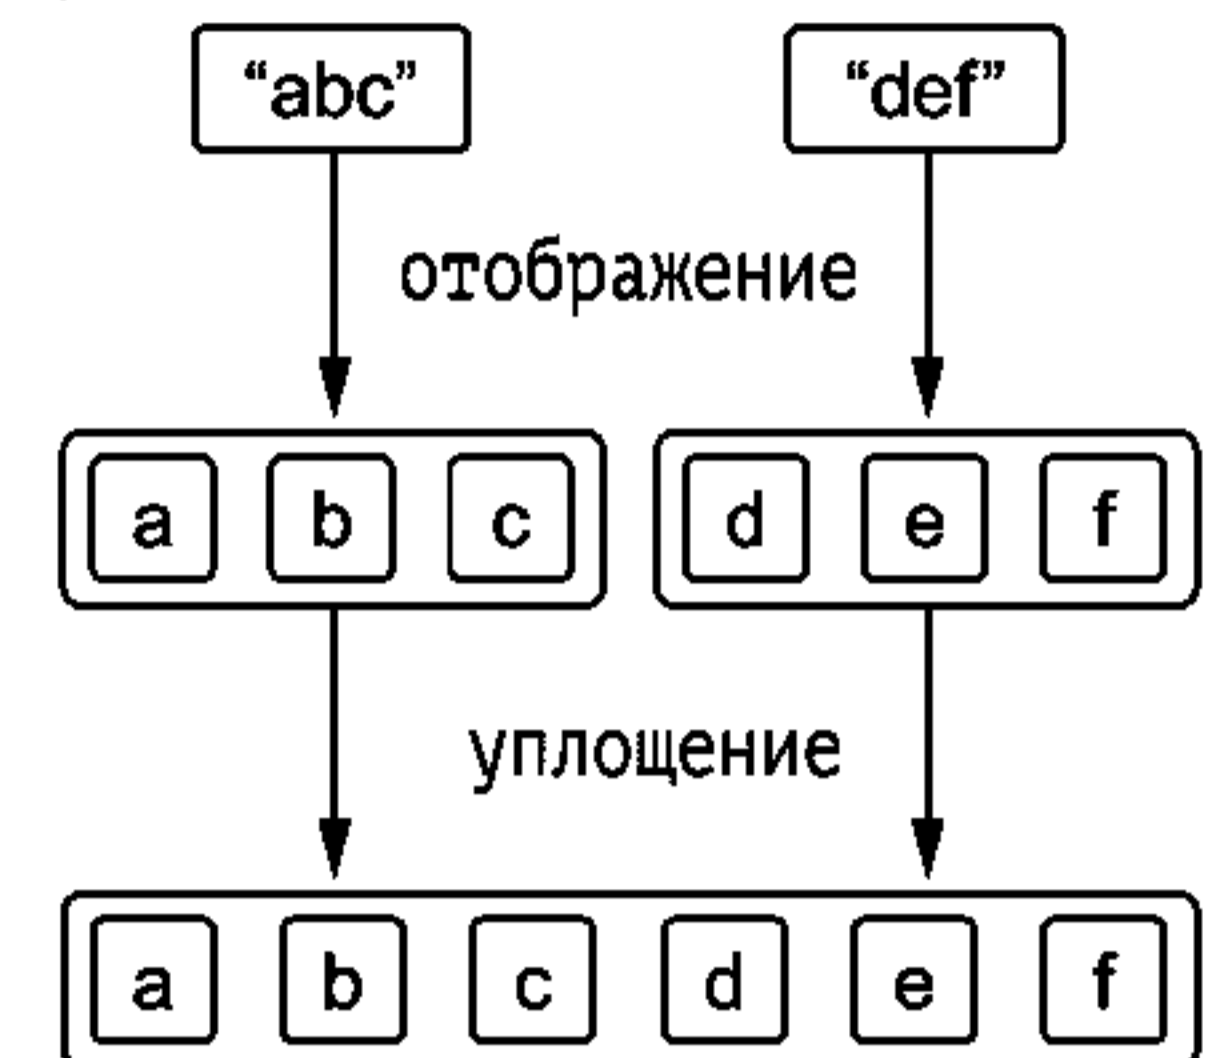 “abc” “def”
отображение
a b c d e f
уплощение
a b c d e f